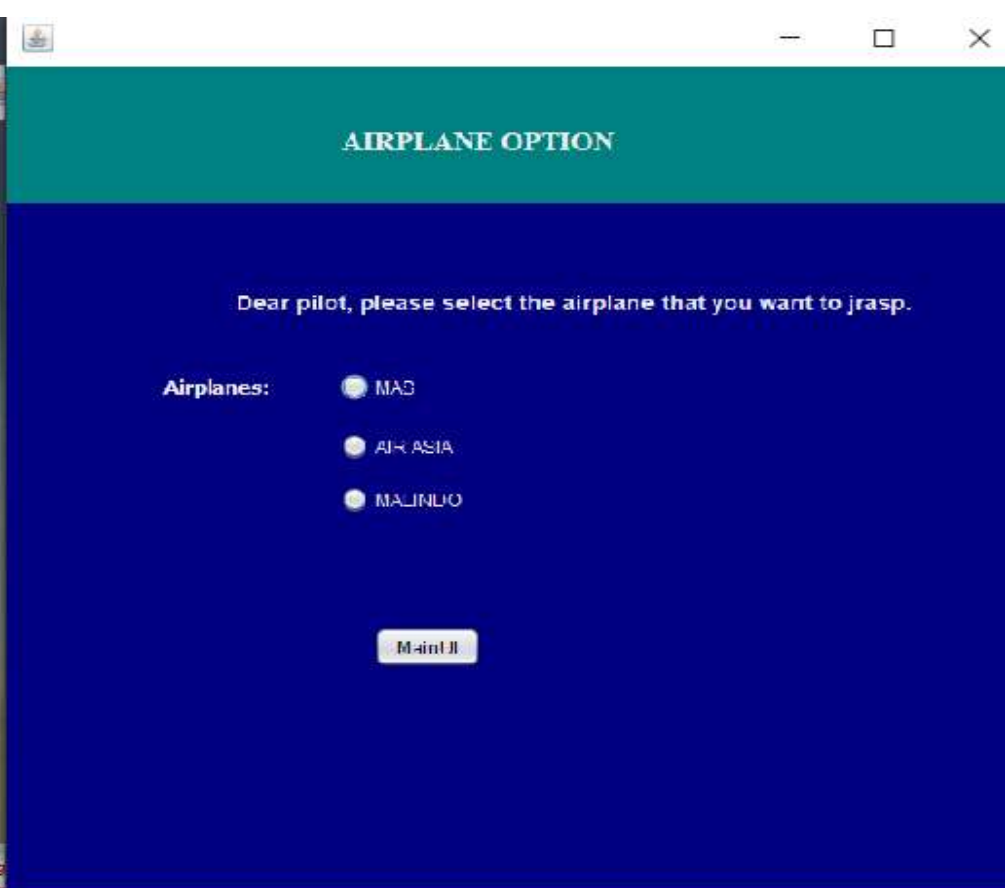 AIRPLANE OPTION
Dear pilot, please select the airplane that you want to jrasp.
Airplanes:
MAS
AIR ASIA
MALINDO
MainUI